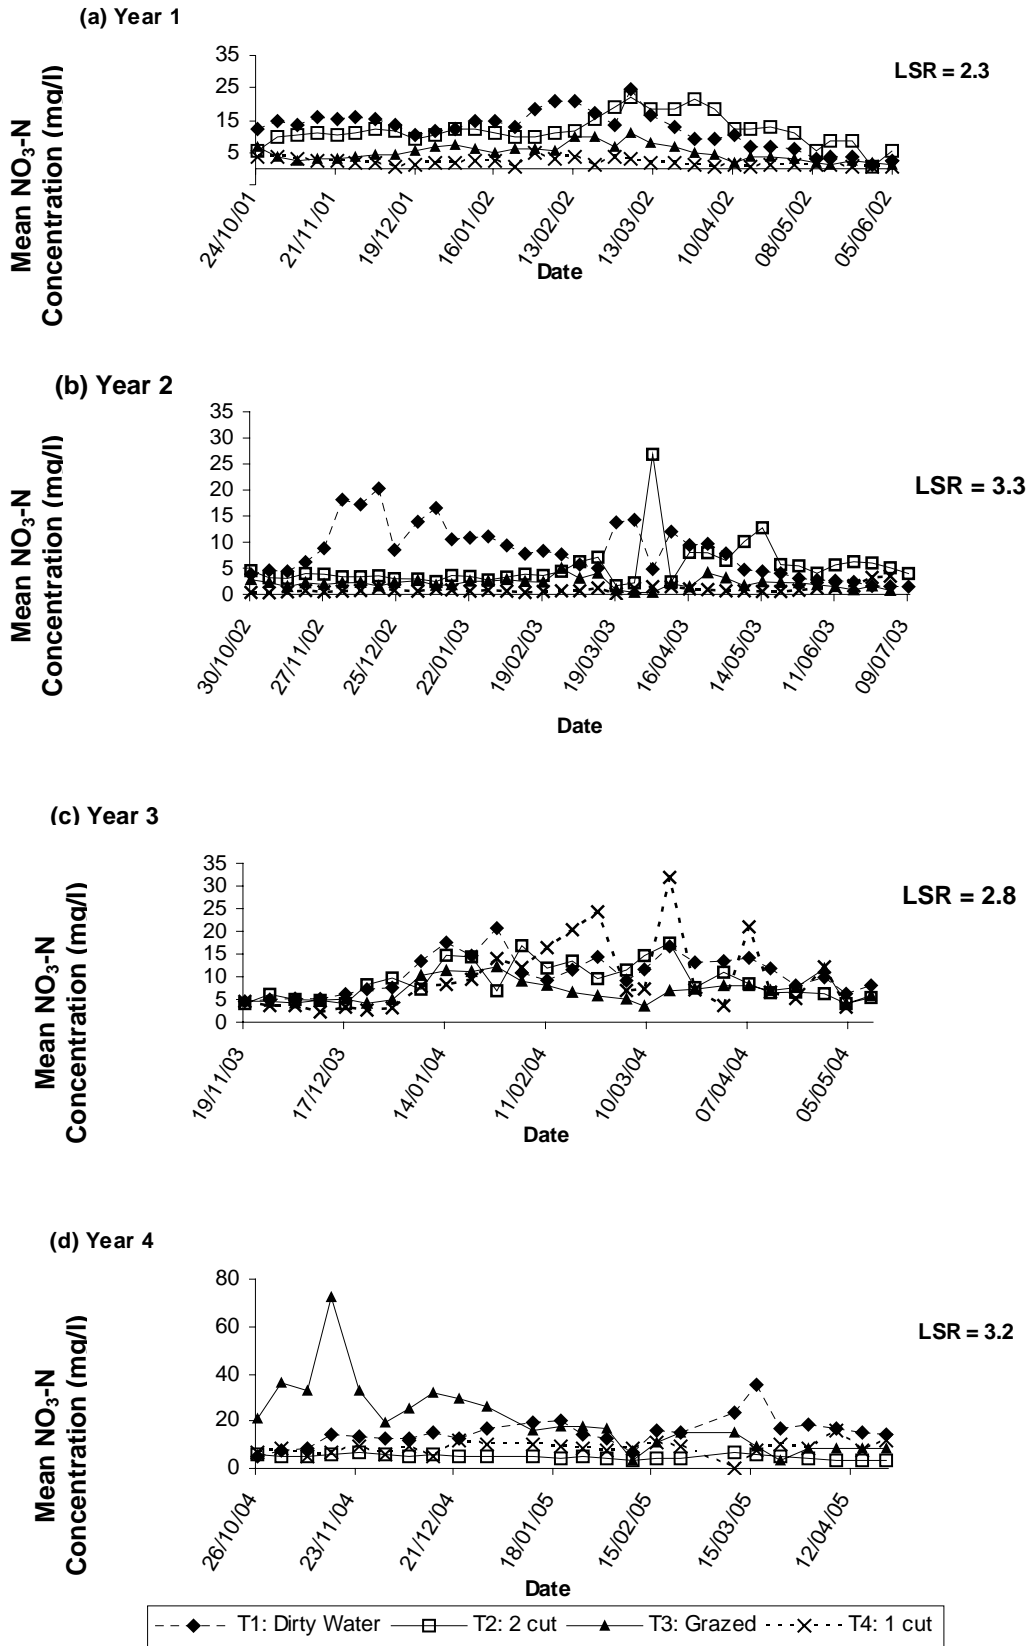 (a) Year 1
Mean NO3-N
Concentration (mg/l)
35
25
15
5
LSR = 2.3
24/10/01
21/11/01
19/12/01
16/01/02
13/02/02
13/03/02
10/04/02
08/05/02
05/06/02
Date
(b) Year 2
Mean NO3-N
Concentration (mg/l)
35
30
25
20
15
10
5
0
LSR = 3.3
30/10/02
27/11/02
25/12/02
22/01/03
19/02/03
19/03/03
16/04/03
14/05/03
11/06/03
09/07/03
Date
(c) Year 3
Mean NO3-N
Concentration (mg/l)
35
30
25
20
15
10
5
0
LSR = 2.8
19/11/03
17/12/03
14/01/04
11/02/04
10/03/04
07/04/04
05/05/04
Date
(d) Year 4
Mean NO3-N
Concentration (mg/l)
80
60
40
20
0
LSR = 3.2
26/10/04
23/11/04
21/12/04
18/01/05
15/02/05
15/03/05
12/04/05
Date
T1: Dirty Water T2: 2 cut T3: Grazed T4: 1 cut